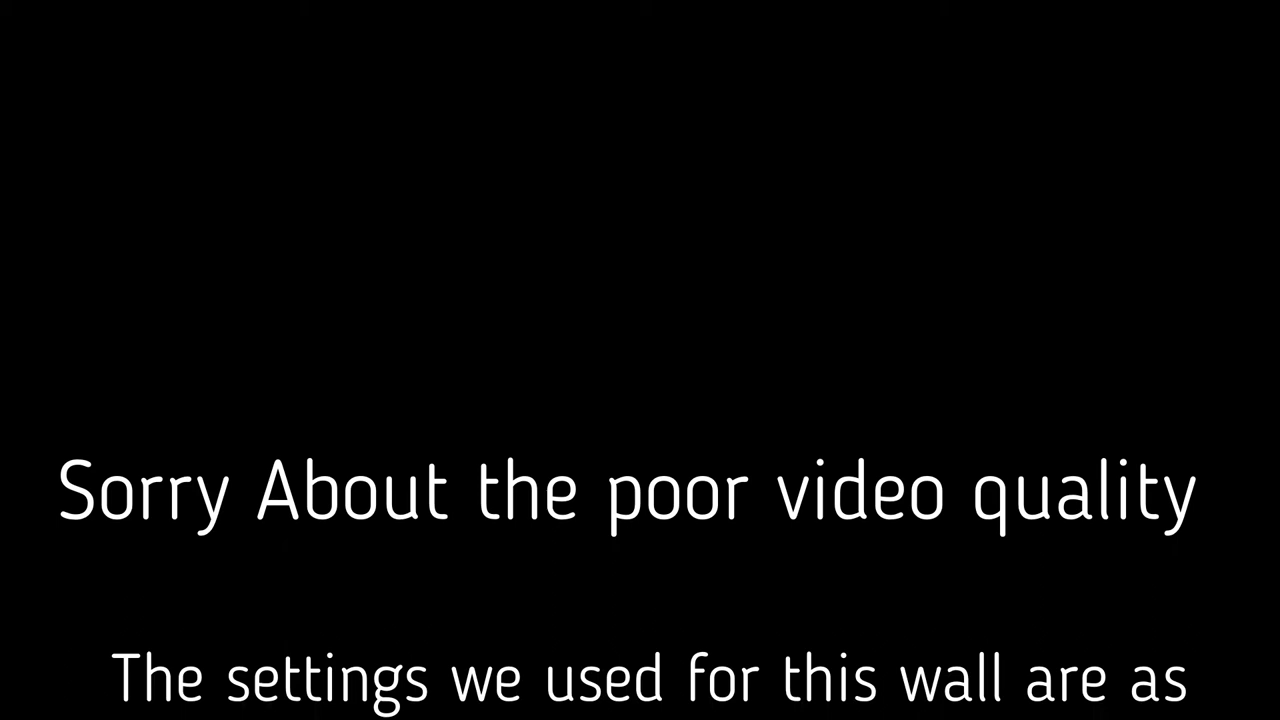 Sorry About the poor video quality
The settings we used for this wall are as